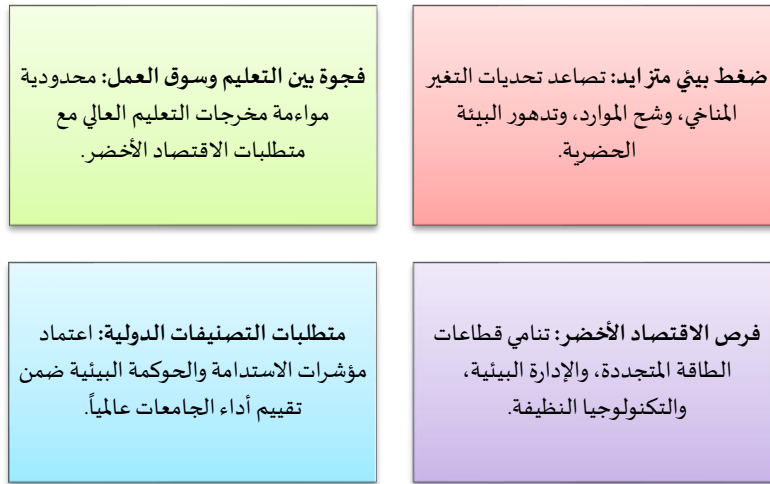 ضغط بيئي متزايد: تصاعد تحديات التغير
المناخي، وشح الموارد، وتدهور البيئة
الحضرية.
فجوة بين التعليم وسوق العمل: محدودية
مواءمة مخرجات التعليم العالي مع
متطلبات الاقتصاد الأخضر.
فرص الاقتصاد الأخضر: تنامي قطاعات
الطاقة المتجددة، والإدارة البيئية،
والتكنولوجيا النظيفة.
متطلبات التصنيفات الدولية: اعتماد
مؤشرات الاستدامة والحوكمة البيئية ضمن
تقييم أداء الجامعات عالمياً.